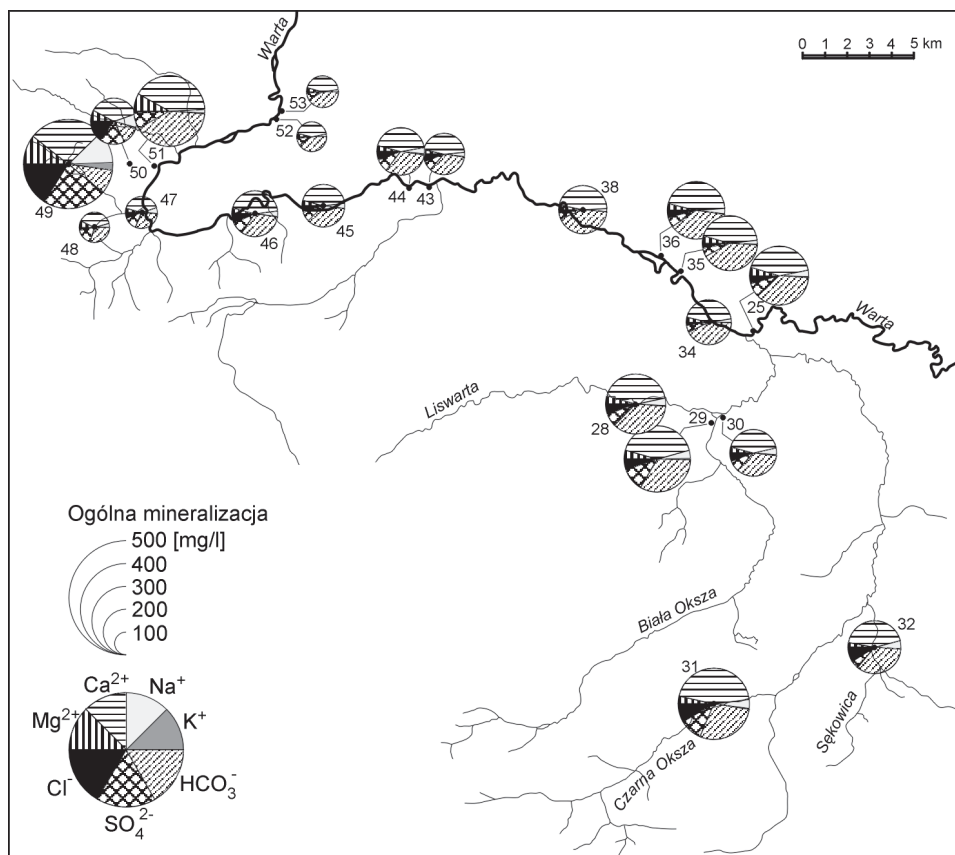 Warta
0 1 2 3 4 5 km
53
52
51
50
49
48
47
46
45
44
43
38
36
35
25
34
Warta
Liswarta
28
29
30
Ogólna mineralizacja
500 [mg/l]
400
300
200
100
Ca2+
Na+
Mg2+
K+
Cl-
HCO3-
SO42-
Biała Oksza
31
32
Czarna Oksza
Sękowica